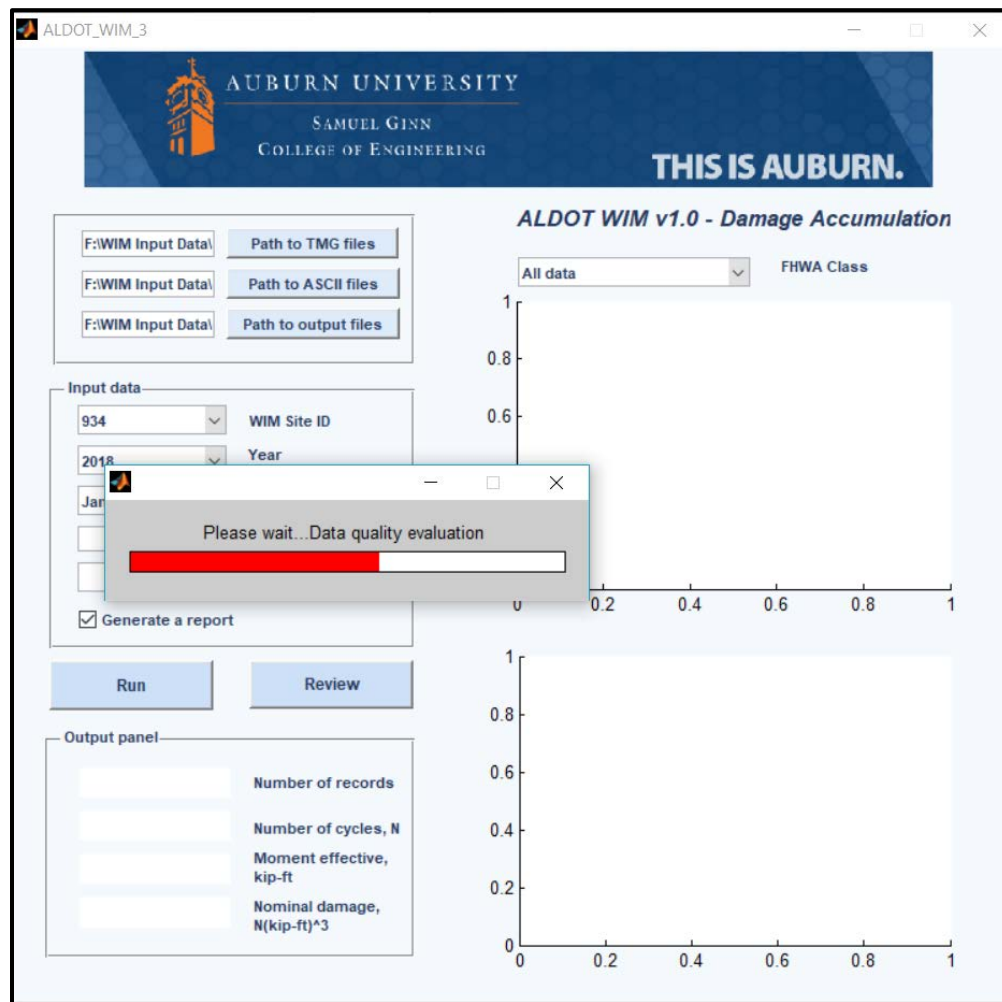 ALDOT_WIM_3
AUBURN UNIVERSITY
SAMUEL GINN
COLLEGE OF ENGINEERING
THIS IS AUBURN.
F:\WIM Input Data\ Path to TMG files
F:\WIM Input Data\ Path to ASCII files
F:\WIM Input Data\ Path to output files
Input data
934 WIM Site ID
2018 Year
Jan
Please wait...Data quality evaluation
Generate a report
Run Review
Output panel
Number of records
Number of cycles, N
Moment effective,
kip-ft
Nominal damage,
N(kip-ft)^3
ALDOT WIM v1.0 - Damage Accumulation
All data FHWA Class
1
0.8
0.6
0 0.2 0.4 0.6 0.8 1
1
0.8
0.6
0.4
0.2
0
0 0.2 0.4 0.6 0.8 1